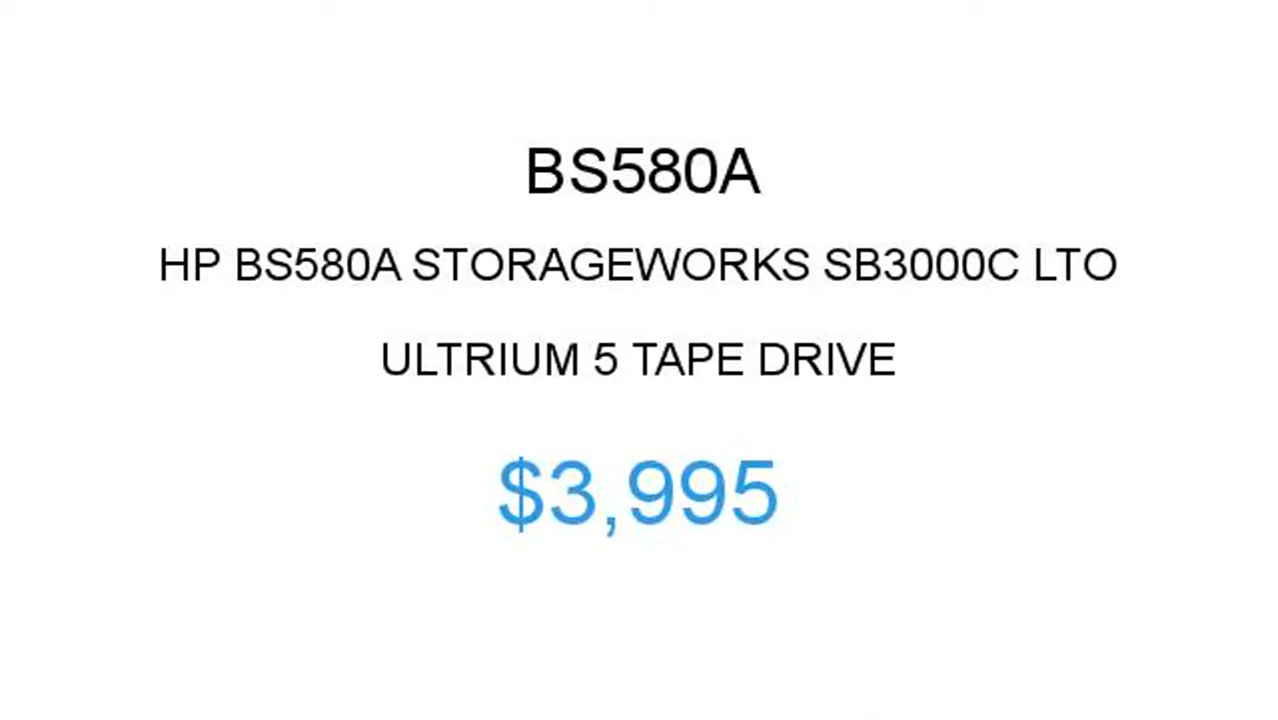 BS580A
HP BS580A STORAGEWORKS SB3000C LTO
ULTRIUM 5 TAPE DRIVE
$3,995